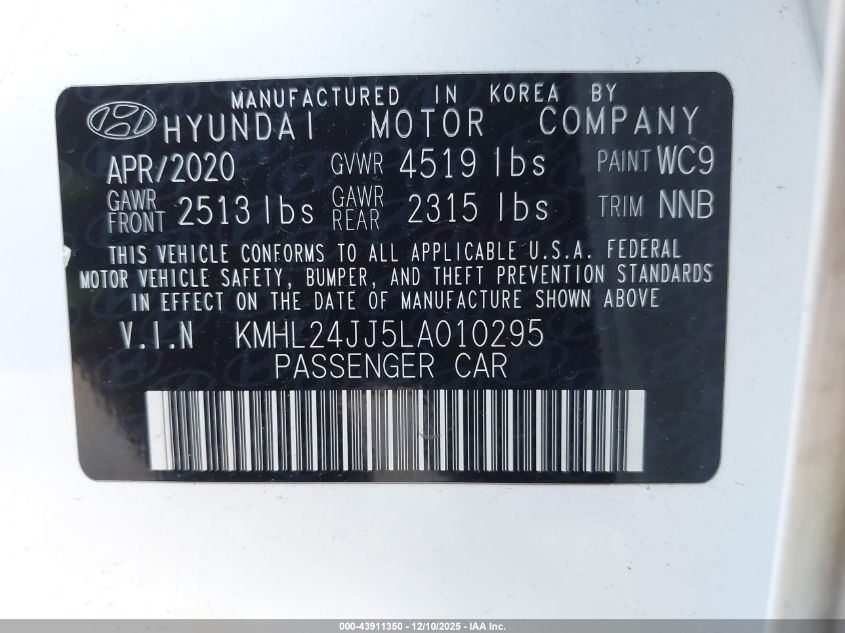 MANUFACTURED IN KOREA BY
HYUNDAI MOTOR COMPANY
APR/2020 GVWR 4519 lbs PAINT WC9
GAWR FRONT 2513 lbs GAWR REAR 2315 lbs TRIM NNB
THIS VEHICLE CONFORMS TO ALL APPLICABLE U.S.A. FEDERAL
MOTOR VEHICLE SAFETY, BUMPER, AND THEFT PREVENTION STANDARDS
IN EFFECT ON THE DATE OF MANUFACTURE SHOWN ABOVE
V.I.N KMHL24JJ5LA010295
PASSENGER CAR
000-43911350 - 12/10/2025 - IAA Inc.